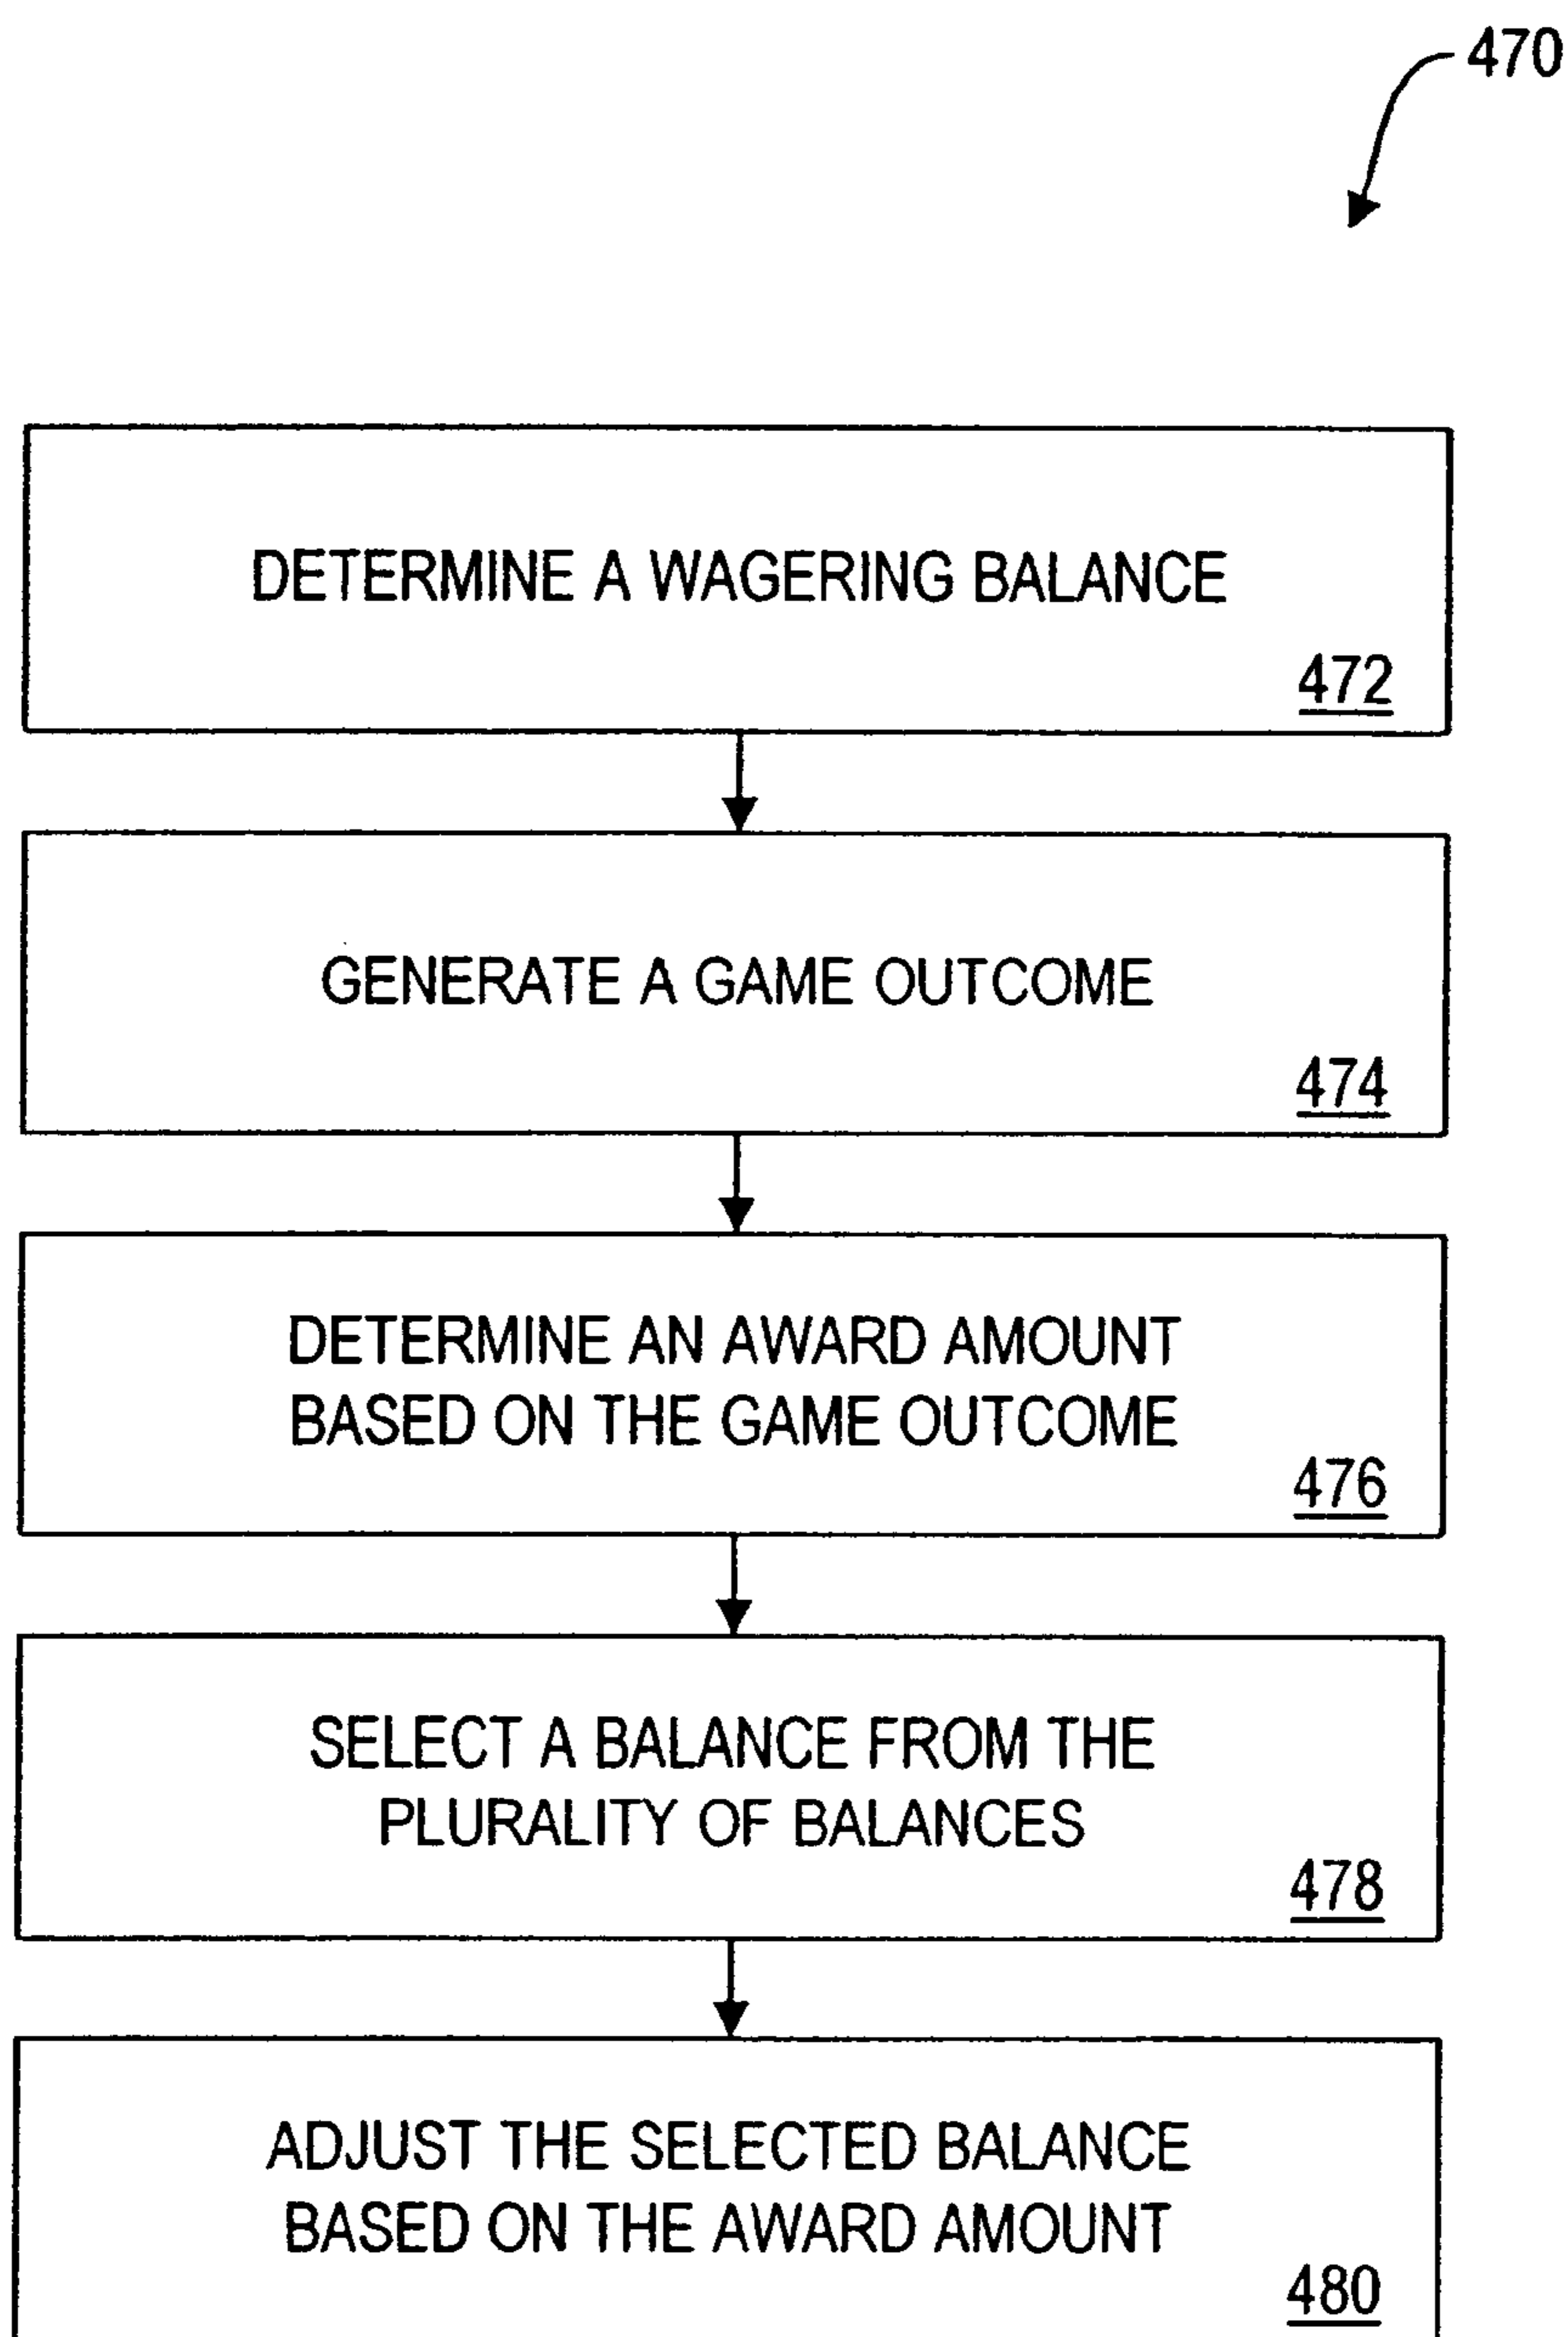 470
DETERMINE A WAGERING BALANCE
472
GENERATE A GAME OUTCOME
474
DETERMINE AN AWARD AMOUNT
BASED ON THE GAME OUTCOME
476
SELECT A BALANCE FROM THE
PLURALITY OF BALANCES
478
ADJUST THE SELECTED BALANCE
BASED ON THE AWARD AMOUNT
480